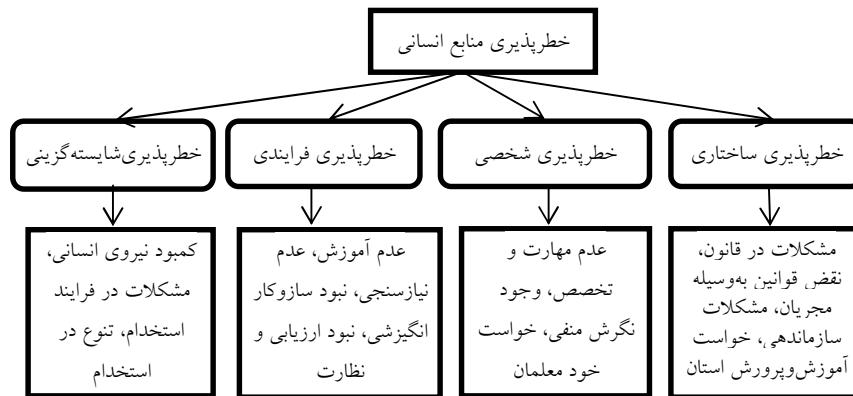 خطرپذیری منابع انسانی
خطرپذیری ساختاری
خطرپذیری شخصی
خطرپذیری فرایندی
خطرپذیری‌شایسته‌گزینی
مشکلات در قانون،
نقض قوانین به‌وسیله
مجریان، مشکلات
سازماندهی، خواست
آموزش‌وپرورش استان
عدم مهارت و
تخصص، وجود
نگرش منفی، خواست
خود معلمان
عدم آموزش، عدم
نیازسنجی، نبود سازوکار
انگیزشی، نبود ارزیابی و
نظارت
کمبود نیروی انسانی،
مشکلات در فرایند
استخدام، تنوع در
استخدام